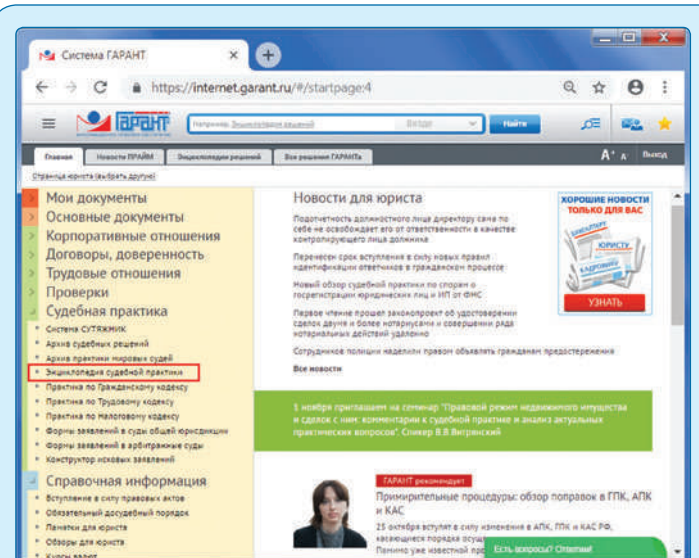 Система ГАРАНТ
https://internet.garant.ru/#/startpage:4
ГАРАНТ
Например, Энциклопедия решений
Везде
Найти
Главная
Новости ПРАЙМ
Энциклопедия решений
Все решения ГАРАНТа
A+ A- Выход
Страница юриста (выбрать другую)
Мои документы
Основные документы
Корпоративные отношения
Договоры, доверенность
Трудовые отношения
Проверки
Судебная практика
Система СУТЯЖНИК
Архив судебных решений
Архив практики мировых судей
Энциклопедия судебной практики
Практика по Гражданскому кодексу
Практика по Трудовому кодексу
Практика по Налоговому кодексу
Формы заявлений в суды общей юрисдикции
Формы заявлений в арбитражные суды
Конструктор исковых заявлений
Справочная информация
Вступление в силу правовых актов
Обязательный досудебный порядок
Памятки для юриста
Обзоры для юриста
Курсы валют
Новости для юриста
Подотчетность должностного лица директору сама по
себе не освобождает его от ответственности в качестве
контролирующего лица должника
Перенесен срок вступления в силу новых правил
идентификации ответчиков в гражданском процессе
Новый обзор судебной практики по спорам о
госрегистрации юридических лиц и ИП от ФНС
Первое чтение прошел законопроект об удостоверении
сделок двумя и более нотариусами и совершении ряда
нотариальных действий удаленно
Сотрудников полиции наделили правом объявлять гражданам предостережения
Все новости
ХОРОШИЕ НОВОСТИ
ТОЛЬКО ДЛЯ ВАС
БУХГАЛТЕРУ
ЮРИСТУ
КАДРОВИКУ
УЗНАТЬ
1 ноября приглашаем на семинар "Правовой режим недвижимого имущества
и сделок с ним: комментарии к судебной практике и анализ актуальных
практических вопросов". Спикер В.В.Витрянский
ГАРАНТ рекомендует
Примирительные процедуры: обзор поправок в ГПК, АПК
и КАС
25 октября вступят в силу изменения в АПК, ГПК и КАС РФ,
касающиеся порядка осущ
Помимо уже известной пр
Есть вопросы? Ответим!